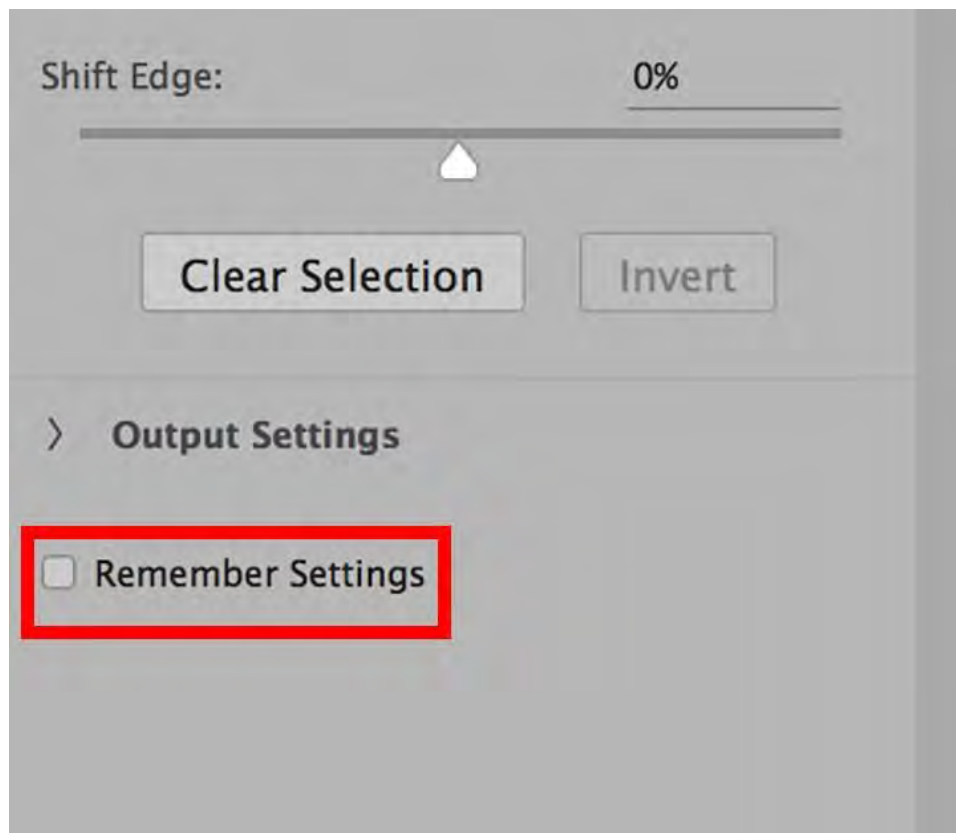 Shift Edge: 0%
Clear Selection Invert
Output Settings
Remember Settings